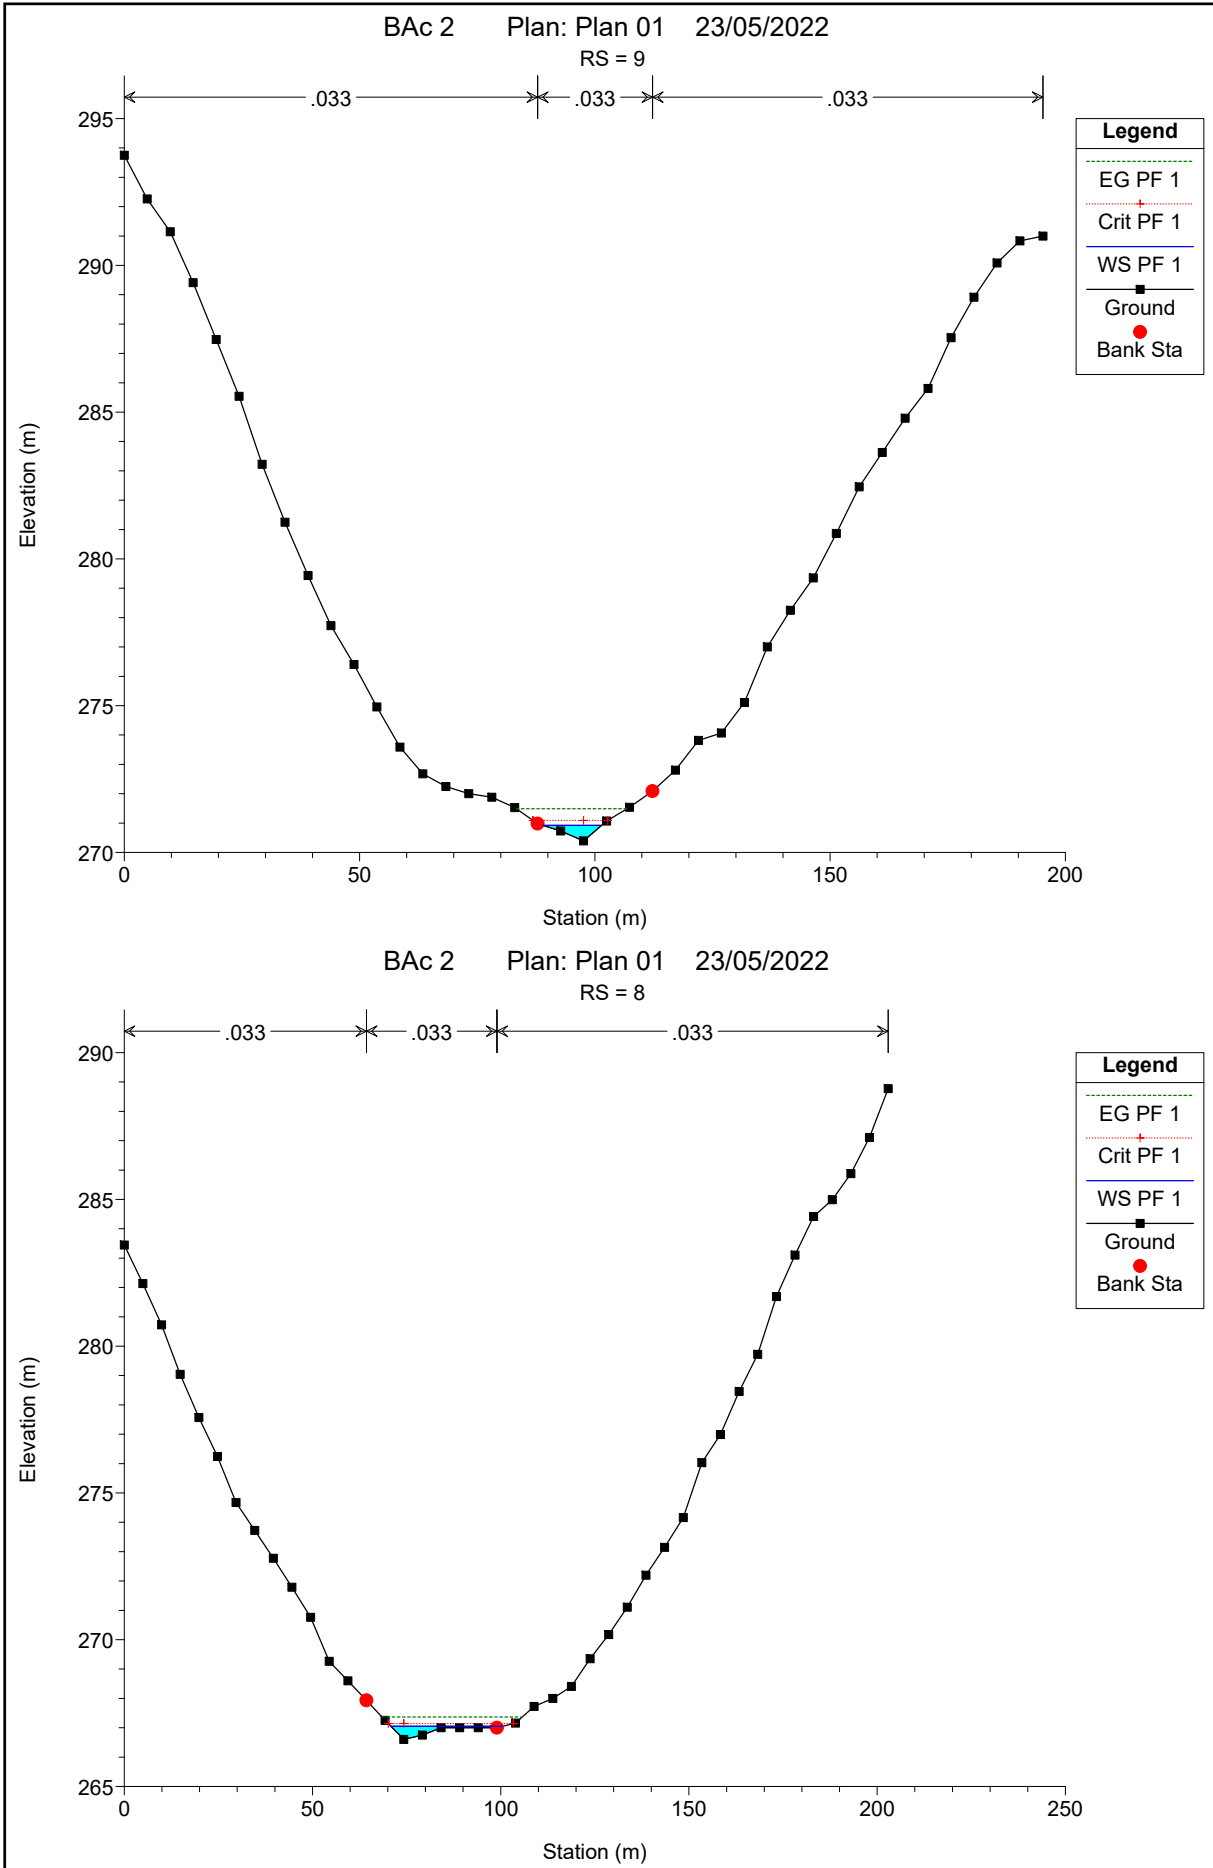 BAc 2 Plan: Plan 01 23/05/2022
RS = 9
.033 .033 .033
295
290
285
280
275
270
Elevation (m)
0 50 100 150 200
Station (m)
Legend
EG PF 1
Crit PF 1
WS PF 1
Ground
Bank Sta
BAc 2 Plan: Plan 01 23/05/2022
RS = 8
.033 .033 .033
290
285
280
275
270
265
Elevation (m)
0 50 100 150 200 250
Station (m)
Legend
EG PF 1
Crit PF 1
WS PF 1
Ground
Bank Sta